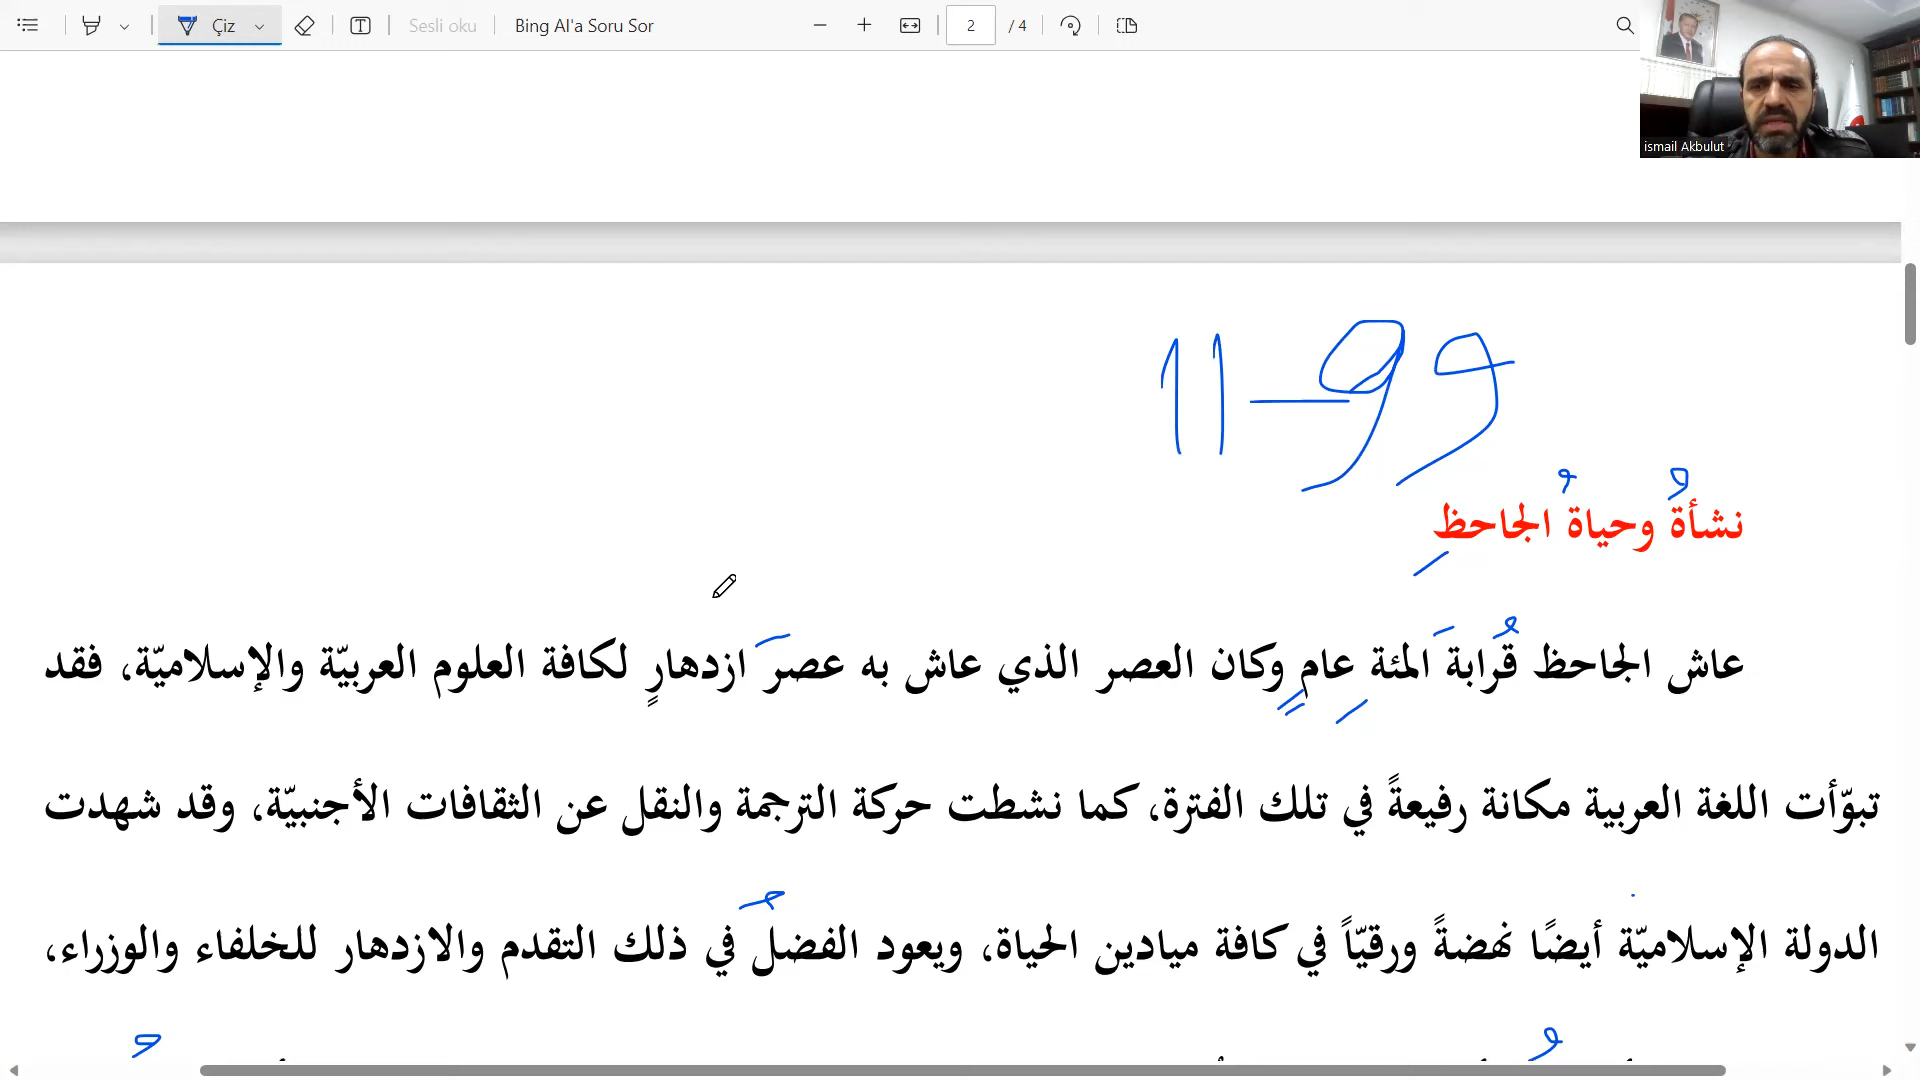 Çiz
Sesli oku
Bing AI'a Soru Sor
2
/ 4
ismail Akbulut
11-99
نشأةُ وحياةُ الجاحظِ
عاش الجاحظ قُرابةَ المئةِ عامٍ وكان العصر الذي عاش به عصرَ ازدهارٍ لكافة العلوم العربيّة والإسلاميّة، فقد
تبوّأت اللغة العربية مكانة رفيعةً في تلك الفترة، كما نشطت حركة الترجمة والنقل عن الثقافات الأجنبيّة، وقد شهدت
الدولة الإسلاميّة أيضًا نهضةً ورقيّاً في كافة ميادين الحياة، ويعود الفضلُ في ذلك التقدم والازدهار للخلفاء والوزراء،